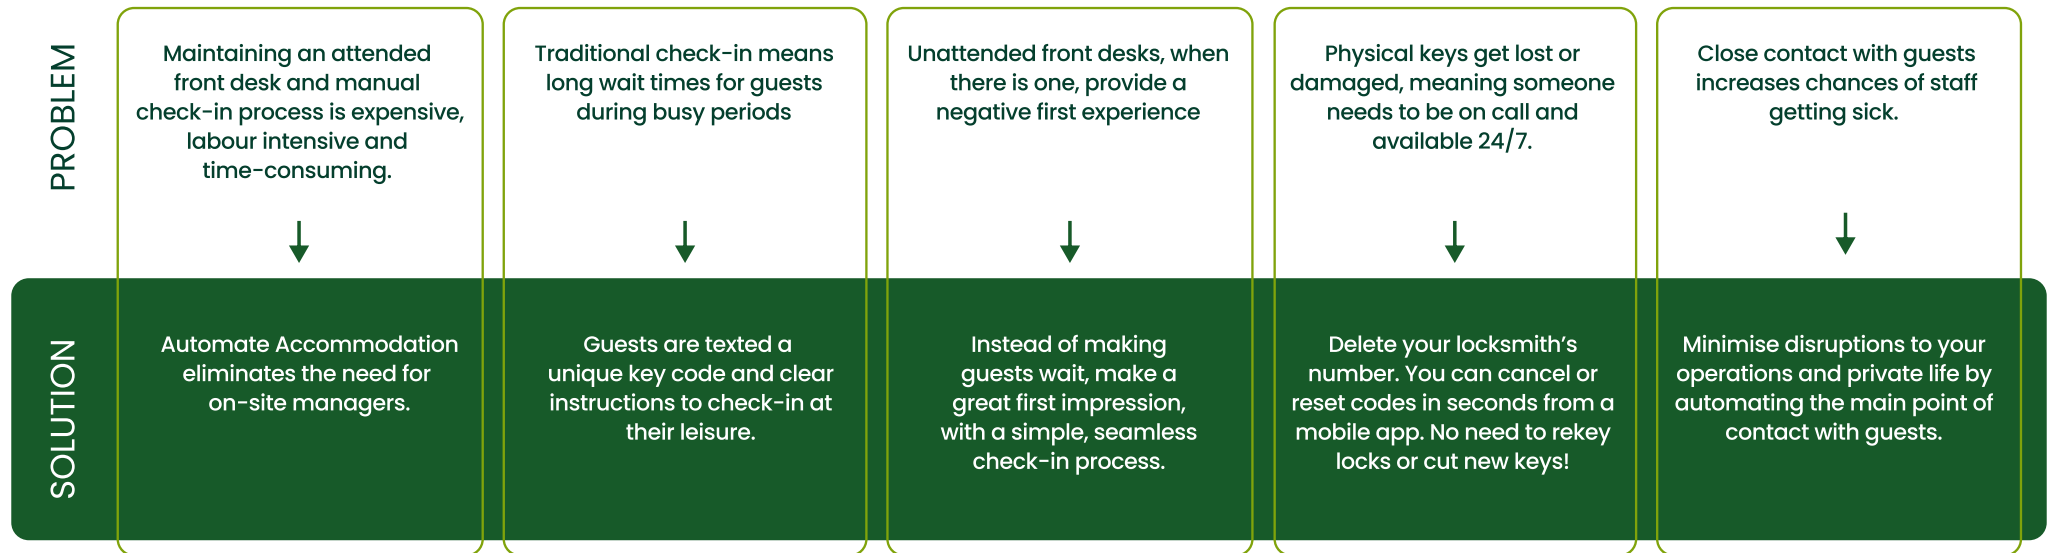 PROBLEM
Maintaining an attended
front desk and manual
check-in process is expensive,
labour intensive and
time-consuming.
Traditional check-in means
long wait times for guests
during busy periods
Unattended front desks, when
there is one, provide a
negative first experience
Physical keys get lost or
damaged, meaning someone
needs to be on call and
available 24/7.
Close contact with guests
increases chances of staff
getting sick.
SOLUTION
Automate Accommodation
eliminates the need for
on-site managers.
Guests are texted a
unique key code and clear
instructions to check-in at
their leisure.
Instead of making
guests wait, make a
great first impression,
with a simple, seamless
check-in process.
Delete your locksmith’s
number. You can cancel or
reset codes in seconds from a
mobile app. No need to rekey
locks or cut new keys!
Minimise disruptions to your
operations and private life by
automating the main point of
contact with guests.